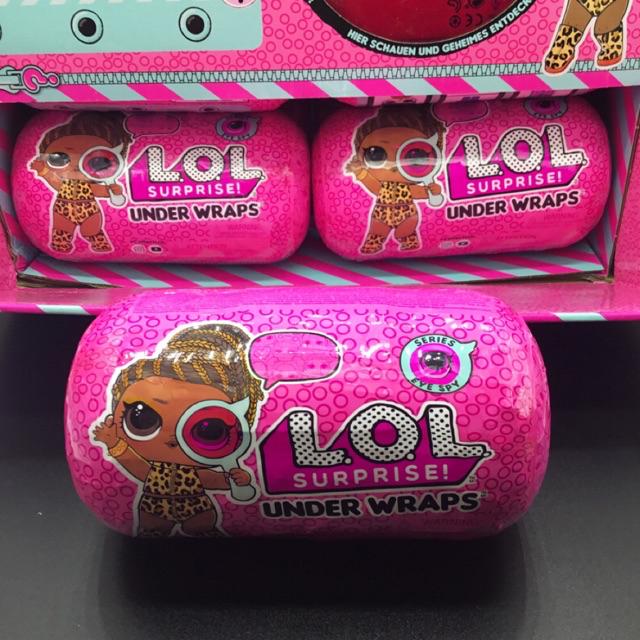 HIER SCHAUEN UND GEHEIMES ENTDECK
L.O.L.
SURPRISE!
UNDER WRAPS
L.O.L.
SURPRISE!
UNDER WRAPS
SERIES
EYE SPY
L.O.L.
SURPRISE!
UNDER WRAPS